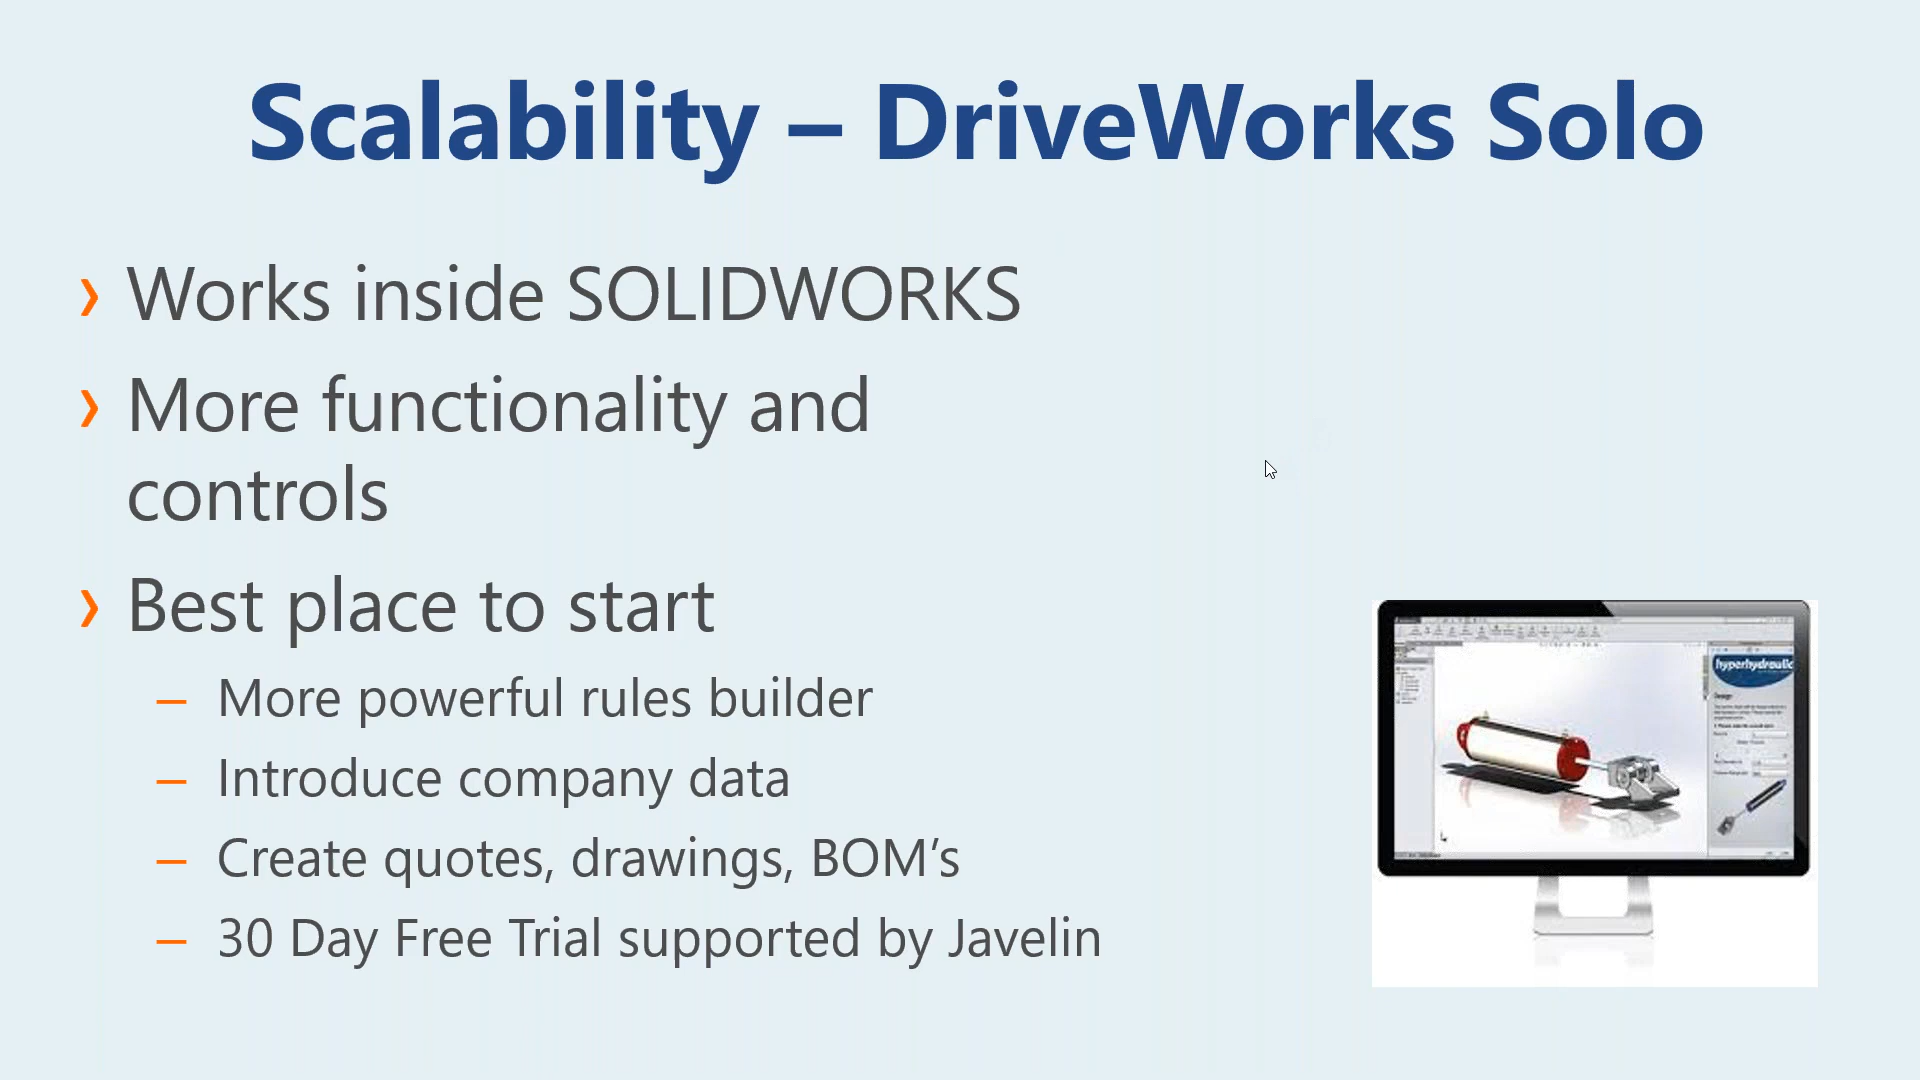 Scalability – DriveWorks Solo
› Works inside SOLIDWORKS
› More functionality and
controls
› Best place to start
– More powerful rules builder
– Introduce company data
– Create quotes, drawings, BOM’s
– 30 Day Free Trial supported by Javelin
hyperhydraulic
Design